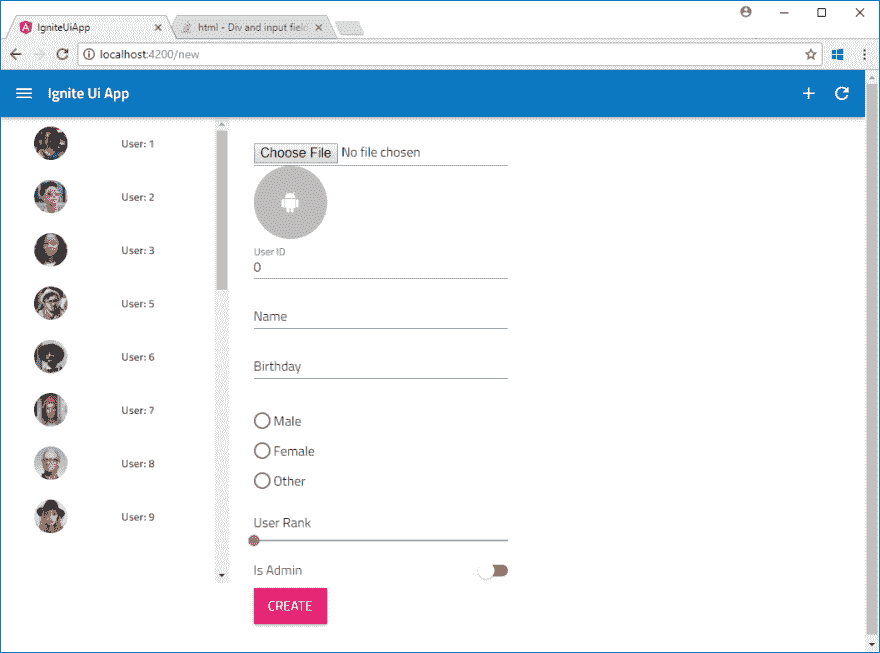 IgniteUiApp
html - Div and input field
localhost:4200/new
Ignite Ui App
User: 1
User: 2
User: 3
User: 5
User: 6
User: 7
User: 8
User: 9
Choose File No file chosen
User ID
0
Name
Birthday
Male
Female
Other
User Rank
Is Admin
CREATE